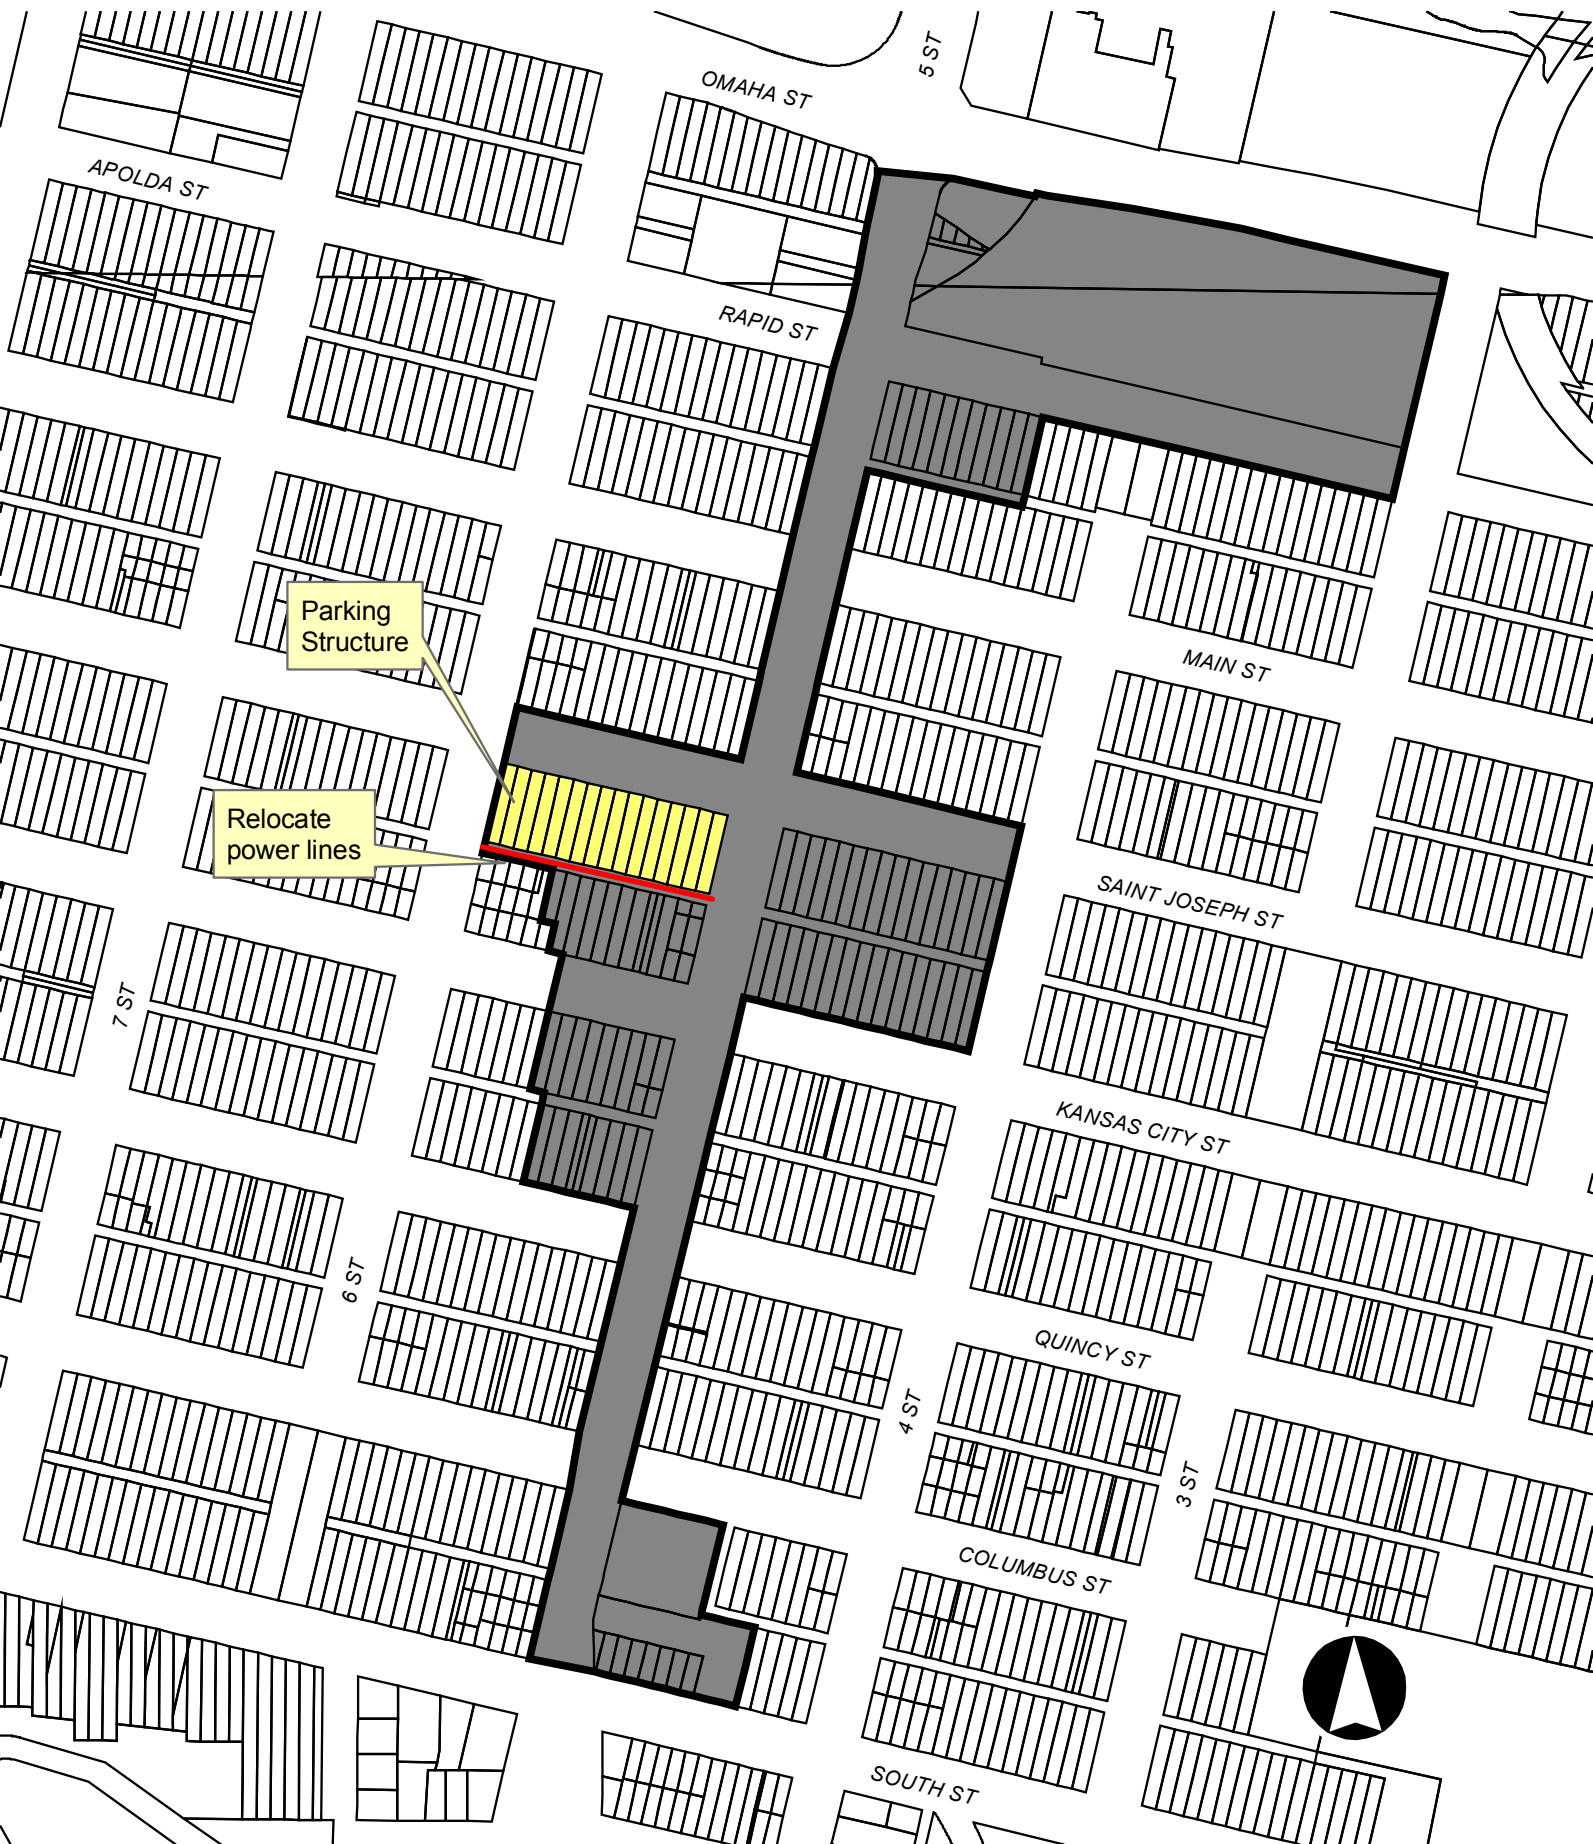 5 ST
OMAHA ST
APOLDA ST
RAPID ST
Parking
Structure
MAIN ST
Relocate
power lines
SAINT JOSEPH ST
7 ST
KANSAS CITY ST
6 ST
QUINCY ST
4 ST
3 ST
COLUMBUS ST
SOUTH ST